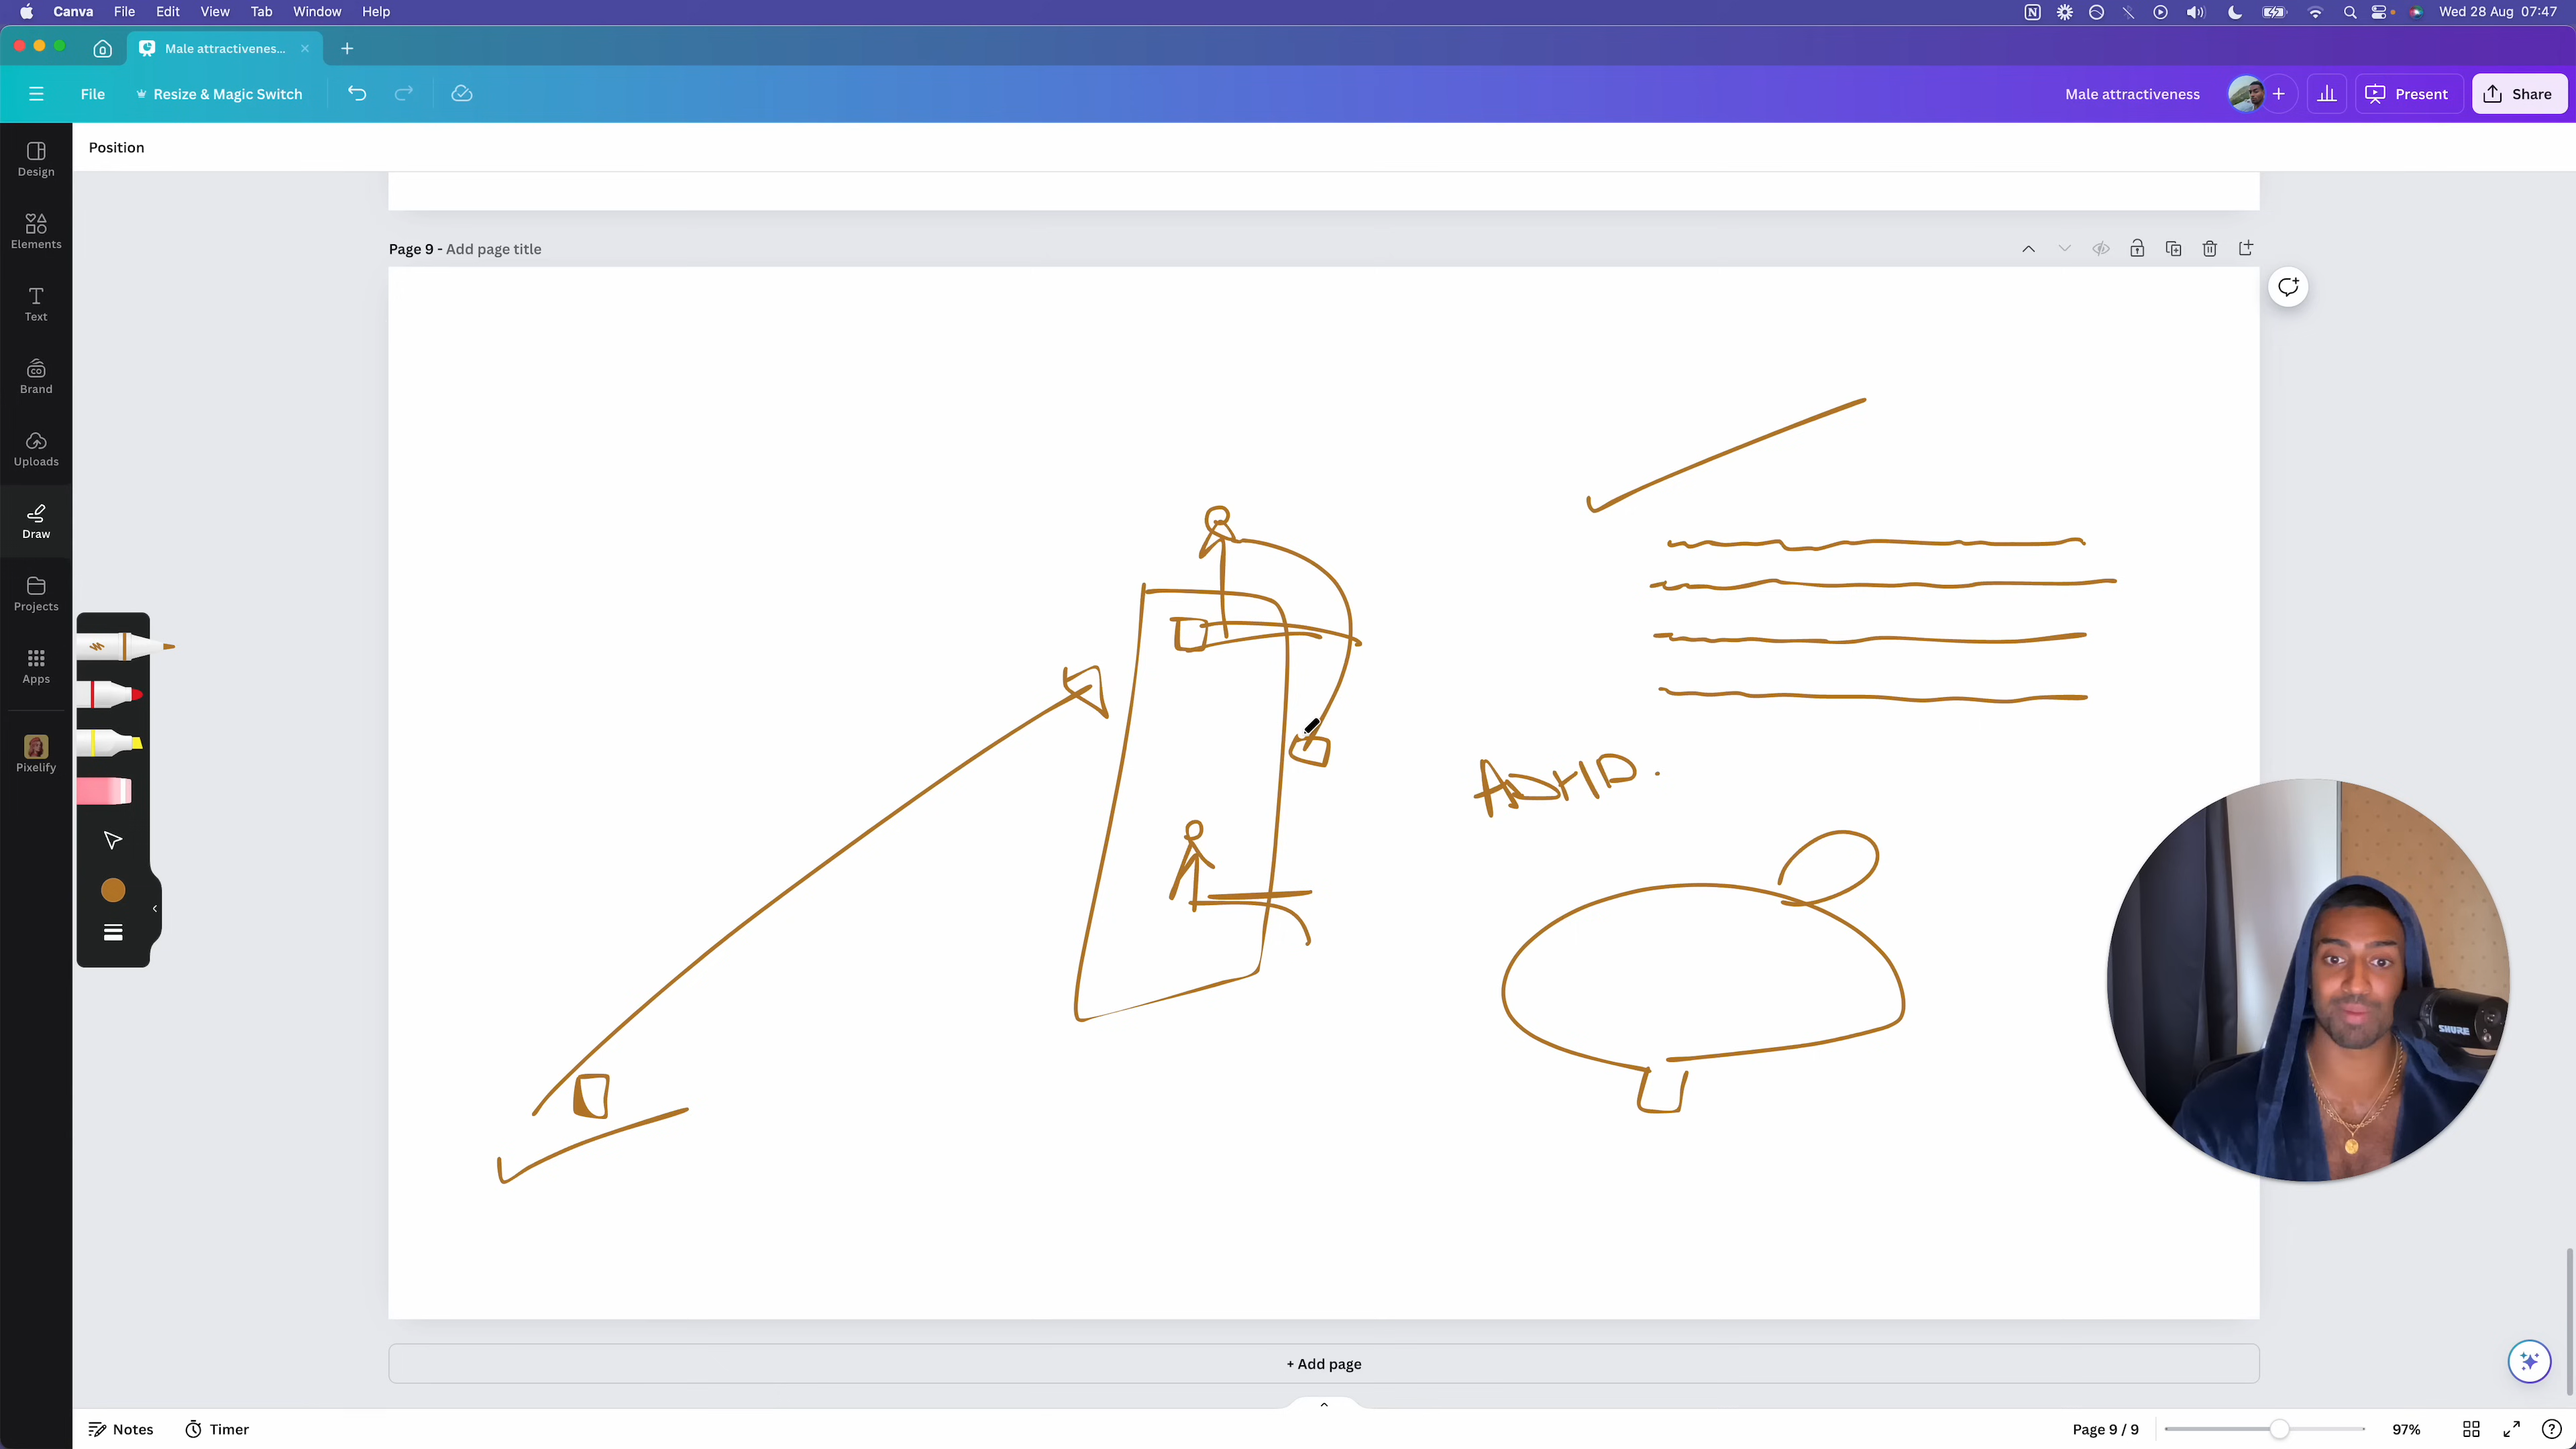 Canva File Edit View Tab Window Help
Wed 28 Aug 07:47
Male attractivenes...
File
Resize & Magic Switch
Male attractiveness
Present
Share
Position
Design
Elements
Text
Brand
Uploads
Draw
Projects
Apps
Pixelify
Page 9 - Add page title
ADHD.
SHURE
+ Add page
Notes
Timer
Page 9 / 9
97%